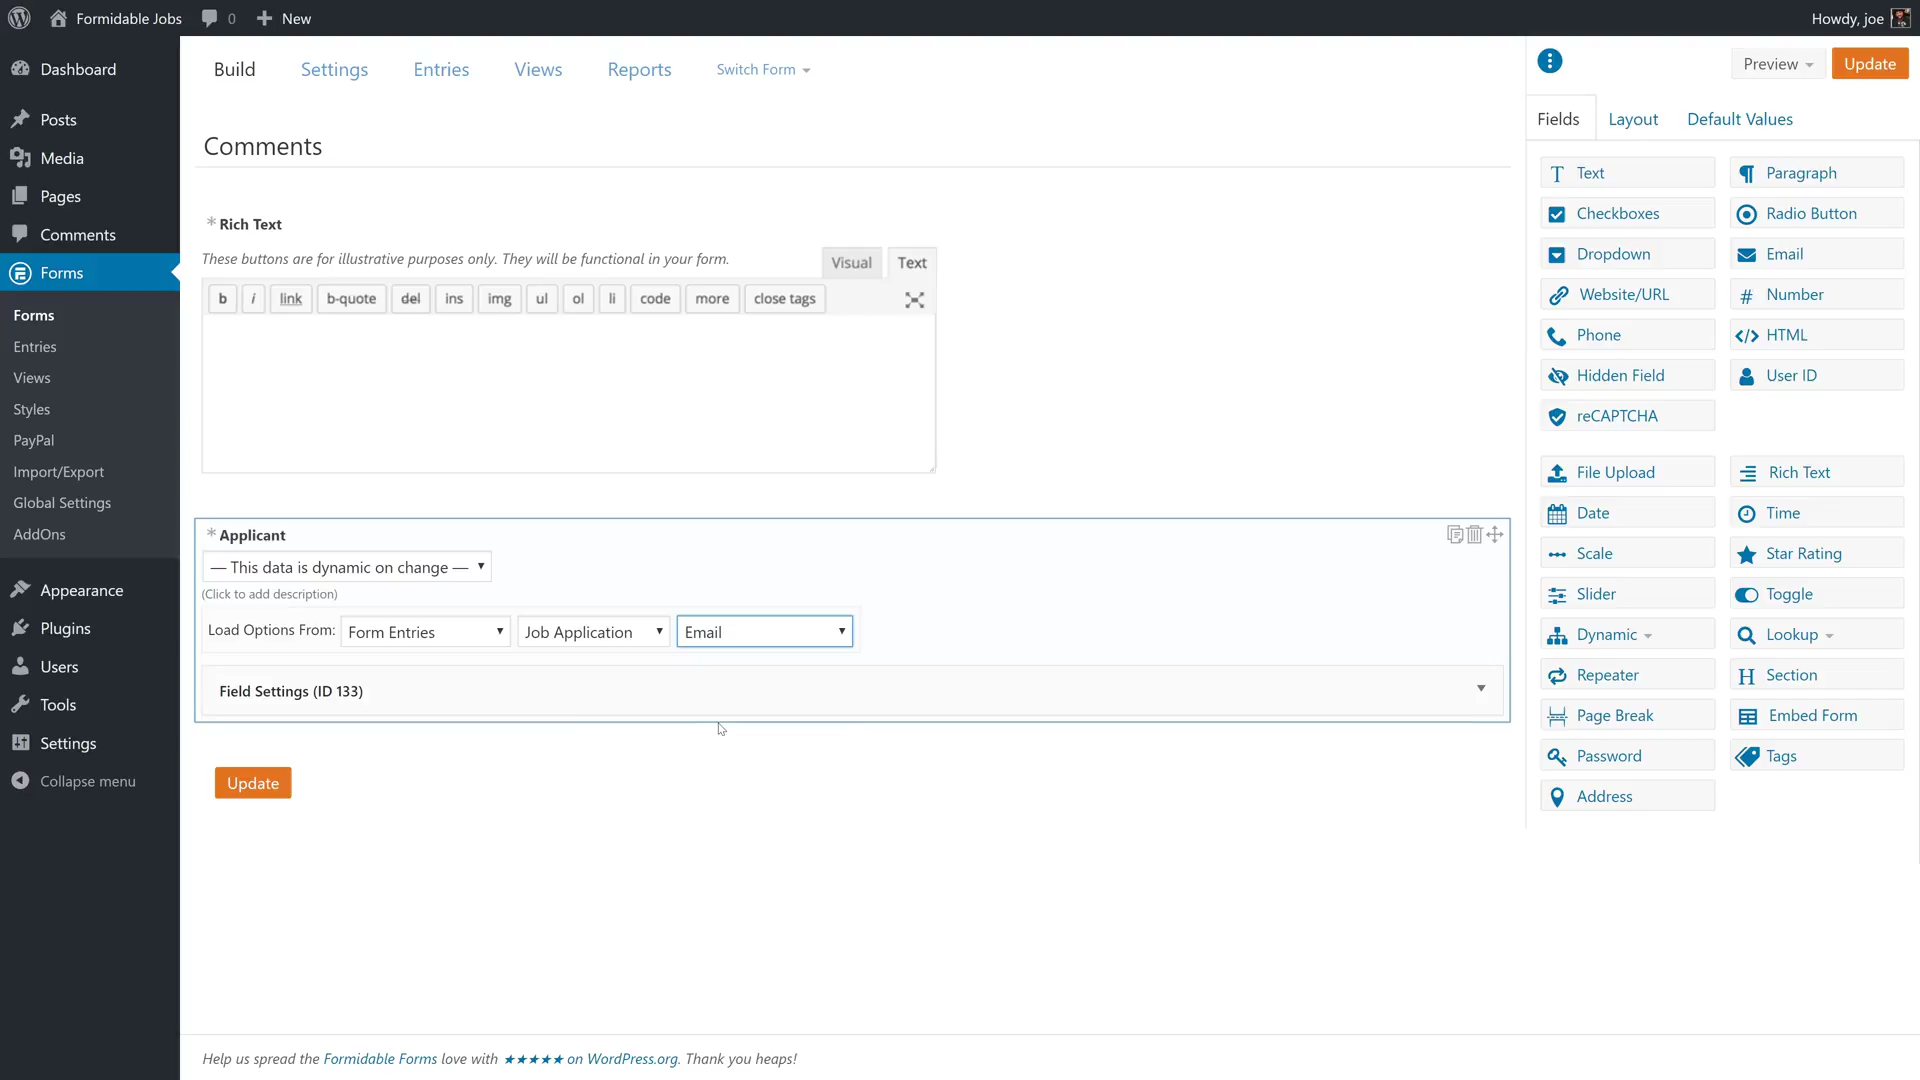 Formidable Jobs 0 New Howdy, joe
Dashboard
Posts
Media
Pages
Comments
Forms
Forms
Entries
Views
Styles
PayPal
Import/Export
Global Settings
AddOns
Appearance
Plugins
Users
Tools
Settings
Collapse menu
Build Settings Entries Views Reports Switch Form
Comments
* Rich Text
These buttons are for illustrative purposes only. They will be functional in your form.
Visual Text
b i link b-quote del ins img ul ol li code more close tags
* Applicant
— This data is dynamic on change —
(Click to add description)
Load Options From: Form Entries Job Application Email
Field Settings (ID 133)
Update
Preview Update
Fields Layout Default Values
Text Paragraph
Checkboxes Radio Button
Dropdown Email
Website/URL # Number
Phone HTML
Hidden Field User ID
reCAPTCHA
File Upload Rich Text
Date Time
Scale Star Rating
Slider Toggle
Dynamic Lookup
Repeater Section
Page Break Embed Form
Password Tags
Address
Help us spread the Formidable Forms love with ★★★★★ on WordPress.org. Thank you heaps!